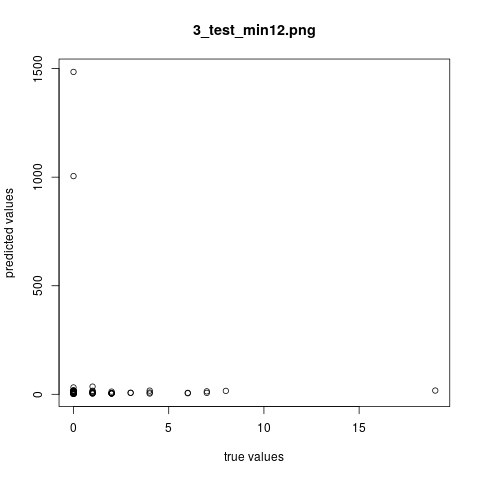 3_test_min12.png
predicted values
1500
1000
500
0
0 5 10 15
true values